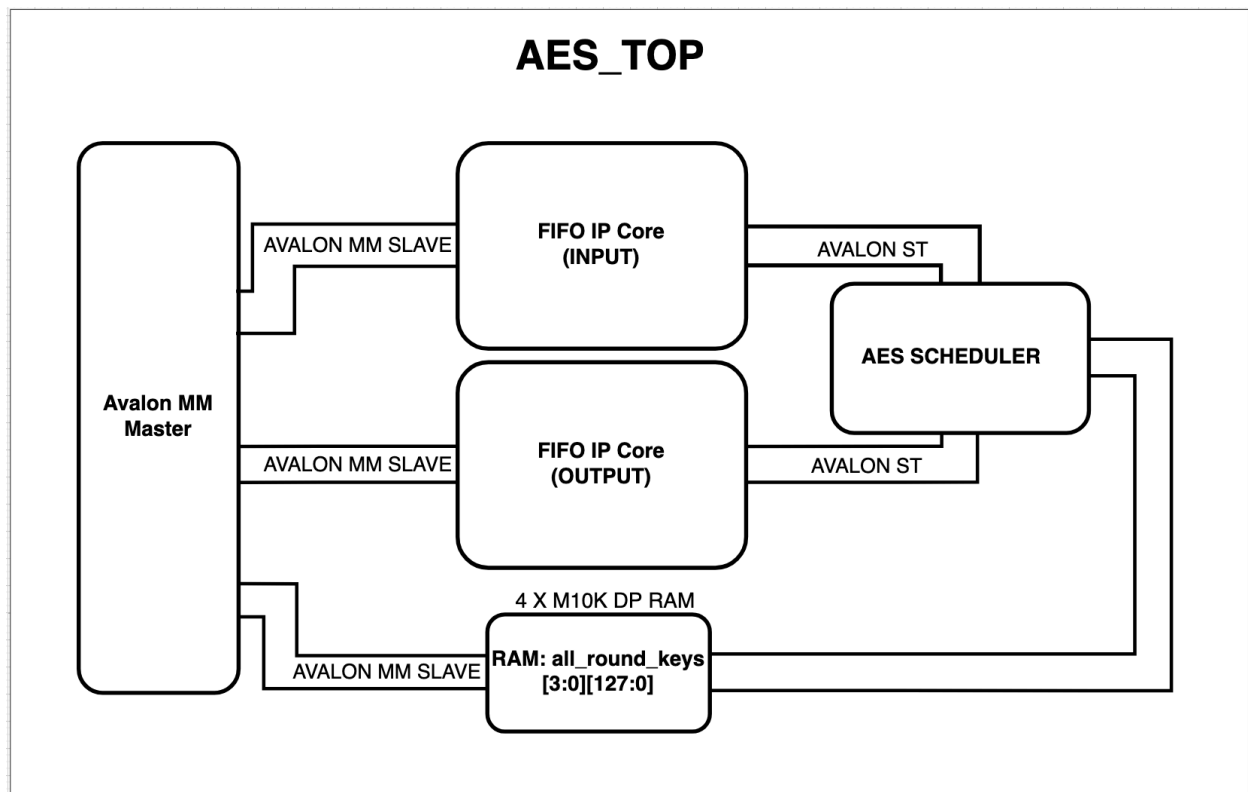 AES_TOP
AVALON MM SLAVE
FIFO IP Core
(INPUT)
AVALON ST
AES SCHEDULER
Avalon MM
Master
AVALON MM SLAVE
FIFO IP Core
(OUTPUT)
AVALON ST
4 X M10K DP RAM
RAM: all_round_keys
[3:0][127:0]
AVALON MM SLAVE